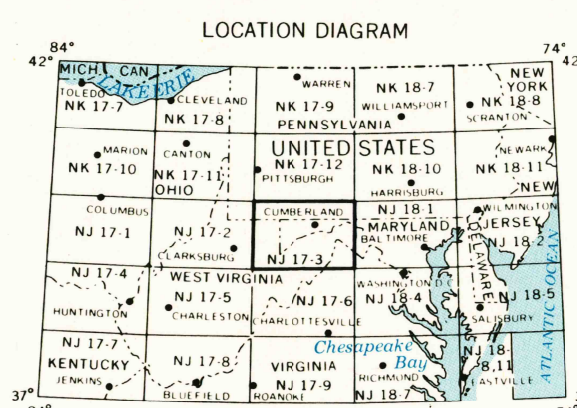 LOCATION DIAGRAM
84°
74°
42°
42
MICH CAN
LAKE ERIE
TOLEDO
NK 17-7
CLEVELAND
NK 17-8
WARREN
NK 17-9
PENNSYLVANIA
NK 18-7
WILLIAMSPORT
NEW
YORK
NK 18-8
SCRANTON
MARION
NK 17-10
CANTON
NK 17-11
OHIO
UNITED STATES
NK 17-12
PITTSBURGH
NK 18-10
HARRISBURG
NEWARK
NK 18-11
NEW
COLUMBUS
NJ 17-1
NJ 17-2
CLARKSBURG
CUMBERLAND
NJ 17-3
NJ 18-1
MARYLAND
BALTIMORE
WILMINGTON
JERSEY
NJ 18-2
DELAWARE
NJ 17-4
HUNTINGTON
WEST VIRGINIA
NJ 17-5
CHARLESTON
NJ 17-6
CHARLOTTESVILLE
WASHINGTON D.C.
NJ 18-4
NJ 18-5
SALISBURY
ATLANTIC OCEAN
NJ 17-7
KENTUCKY
JENKINS
NJ 17-8
BLUEFIELD
VIRGINIA
NJ 17-9
ROANOKE
Chesapeake
Bay
RICHMOND
NJ 18-7
NJ 18-
8,11
EASTVILLE
37°